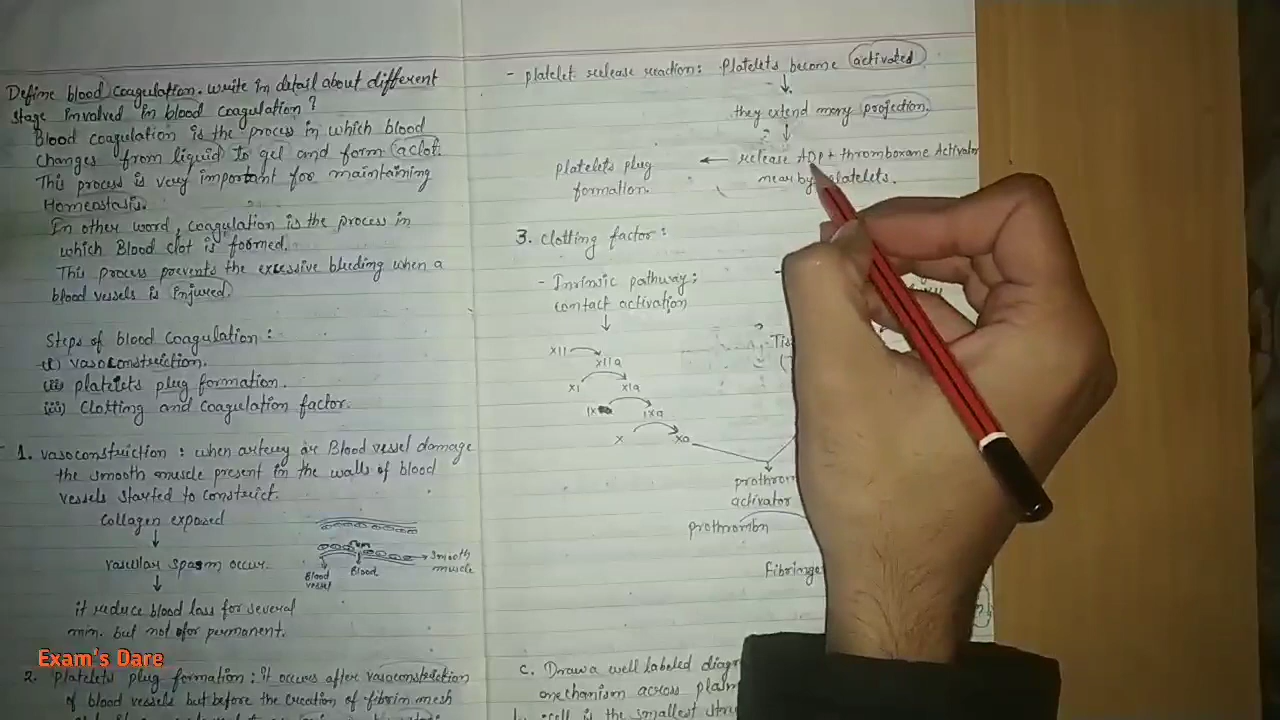 Define blood Coagulation. write in detail about different
stage involved in blood coagulation?
Blood coagulation is the process in which blood
changes from liquid to gel and form a clot.
This process is very important for maintaining
Homeostasis.
In other word, coagulation is the process in
which Blood clot is formed.
This process prevents the excessive bleeding when a
blood vessels is injured.
Steps of blood Coagulation:
(i) vasoconstriction.
(ii) platelets plug formation.
(iii) Clotting and Coagulation factor.
1. vasoconstriction: when artery or Blood vessel damage
the smooth muscle present in the walls of blood
vessels started to constrict.
Collagen exposed
vascular spasm occur.
it reduce blood loss for several
min. but not for permanent.
smooth
muscle
Blood
vessel
Blood
Exam's Dare
2. platelets plug formation: it occurs after vasoconstriction
of blood vessels but before the creation of fibrin mesh
- platelet release reaction: Platelets become activated
they extend many projection.
release ADP + thromboxane Activator
near by platelets.
platelets plug
formation.
3. Clotting factor:
- Intrinsic pathway:
contact activation
XII XIIa
XI XIa
IX IXa
X Xa
prothrom
activator
prothrombn
Fibringe
C. Draw a well labeled diagr
mechanism across plasm
cell is the smallest stru